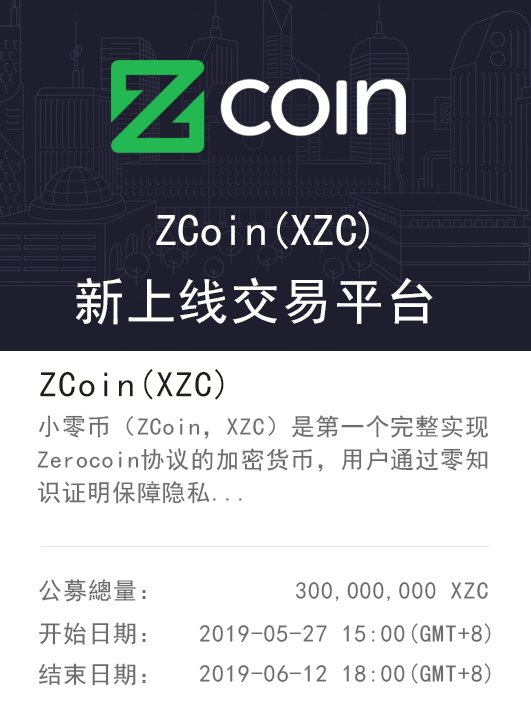 Zcoin
ZCoin(XZC)
新上线交易平台
ZCoin(XZC)
小零币（ZCoin, XZC）是第一个完整实现
Zerocoin协议的加密货币，用户通过零知
识证明保障隐私...
公募總量： 300,000,000 XZC
开始日期： 2019-05-27 15:00(GMT+8)
结束日期： 2019-06-12 18:00(GMT+8)